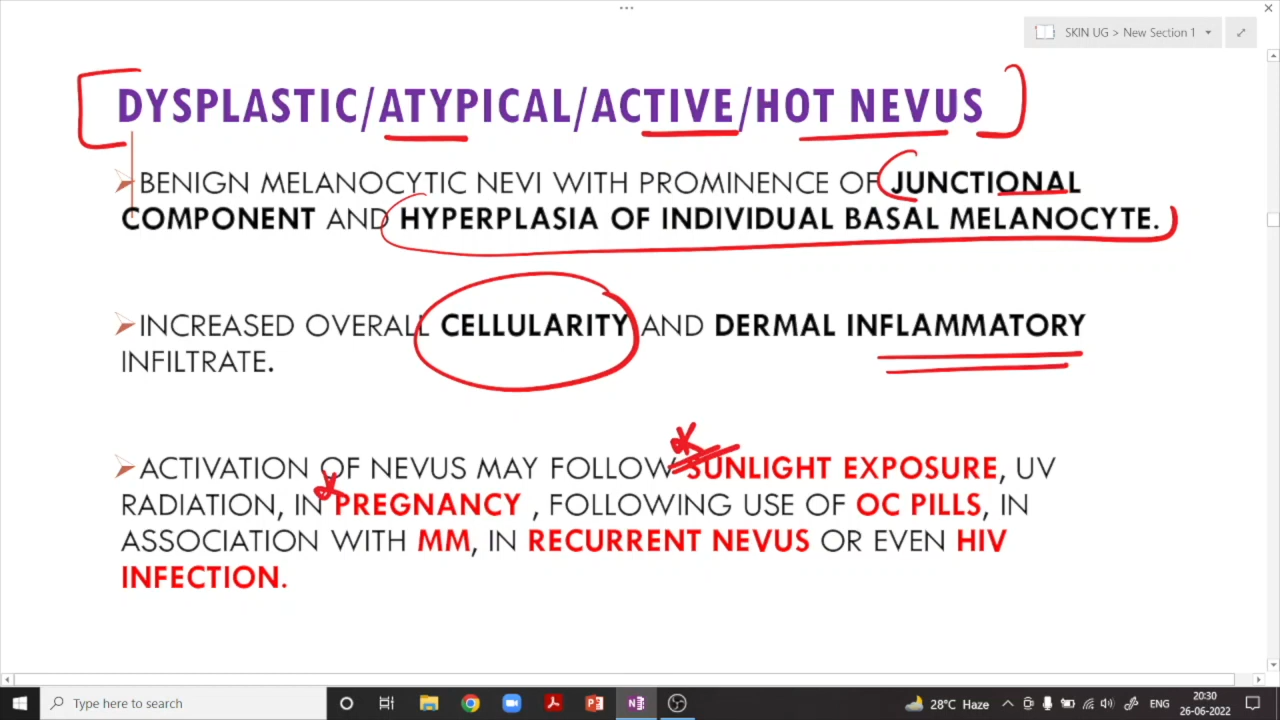 SKIN UG > New Section 1
DYSPLASTIC/ATYPICAL/ACTIVE/HOT NEVUS
BENIGN MELANOCYTIC NEVI WITH PROMINENCE OF JUNCTIONAL
COMPONENT AND HYPERPLASIA OF INDIVIDUAL BASAL MELANOCYTE.
INCREASED OVERALL CELLULARITY AND DERMAL INFLAMMATORY
INFILTRATE.
ACTIVATION OF NEVUS MAY FOLLOW SUNLIGHT EXPOSURE, UV
RADIATION, IN PREGNANCY , FOLLOWING USE OF OC PILLS, IN
ASSOCIATION WITH MM, IN RECURRENT NEVUS OR EVEN HIV
INFECTION.
Type here to search
28°C Haze
ENG
20:30
26-06-2022